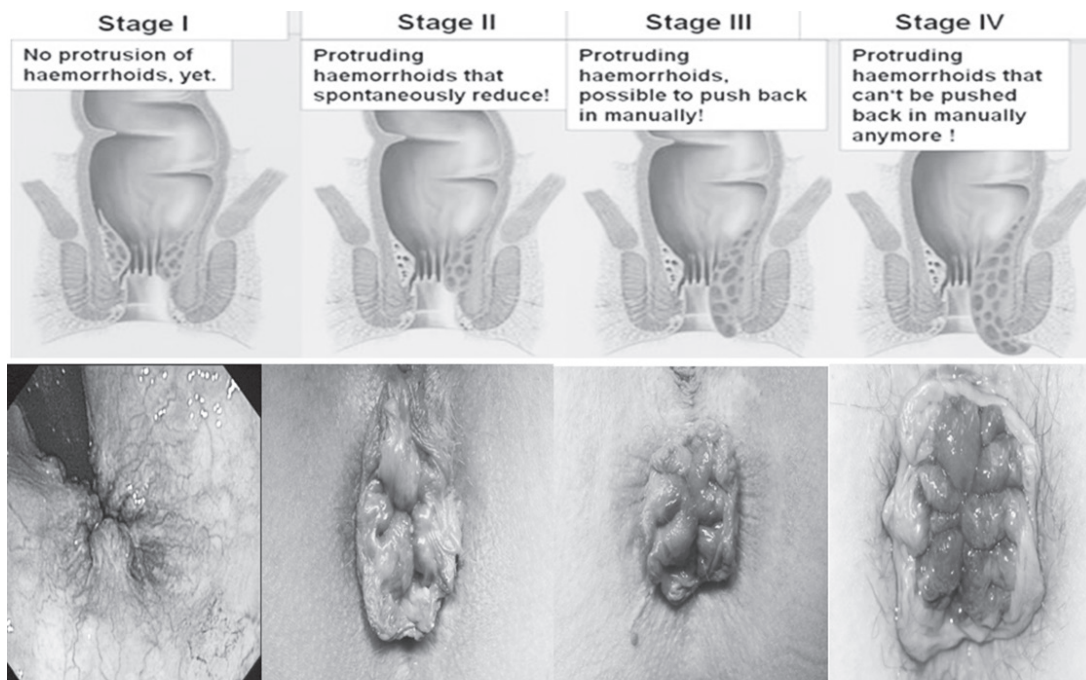 Stage I
No protrusion of
haemorrhoids, yet.
Stage II
Protruding
haemorrhoids that
spontaneously reduce!
Stage III
Protruding
haemorrhoids,
possible to push back
in manually!
Stage IV
Protruding
haemorrhoids that
can't be pushed
back in manually
anymore !